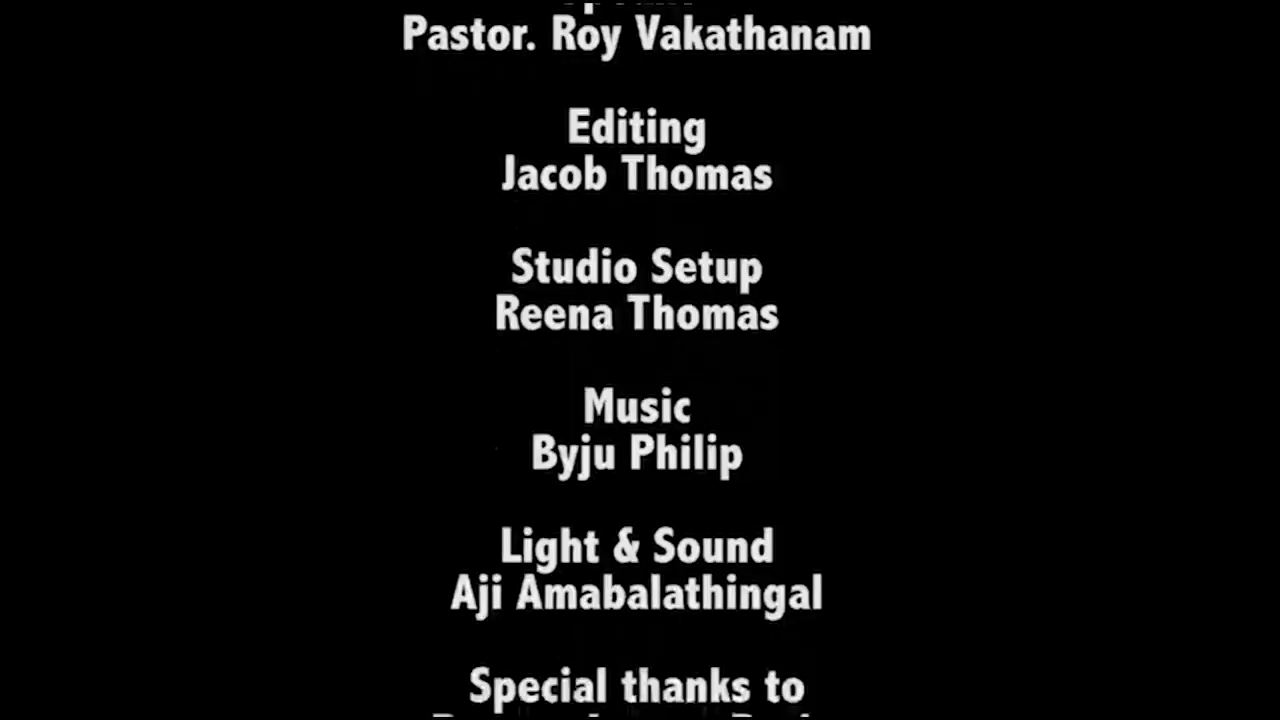 Pastor. Roy Vakathanam
Editing
Jacob Thomas
Studio Setup
Reena Thomas
Music
Byju Philip
Light & Sound
Aji Amabalathingal
Special thanks to